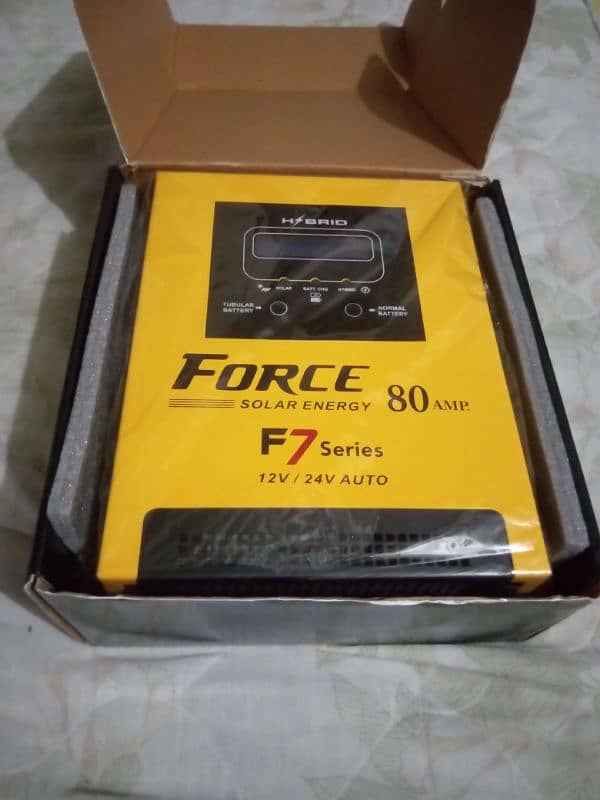 HYBRID
SOLAR BATT. CHG HYBRID
TUBULAR BATTERY
NORMAL BATTERY
FORCE
SOLAR ENERGY
80 AMP.
F7 Series
12V / 24V AUTO